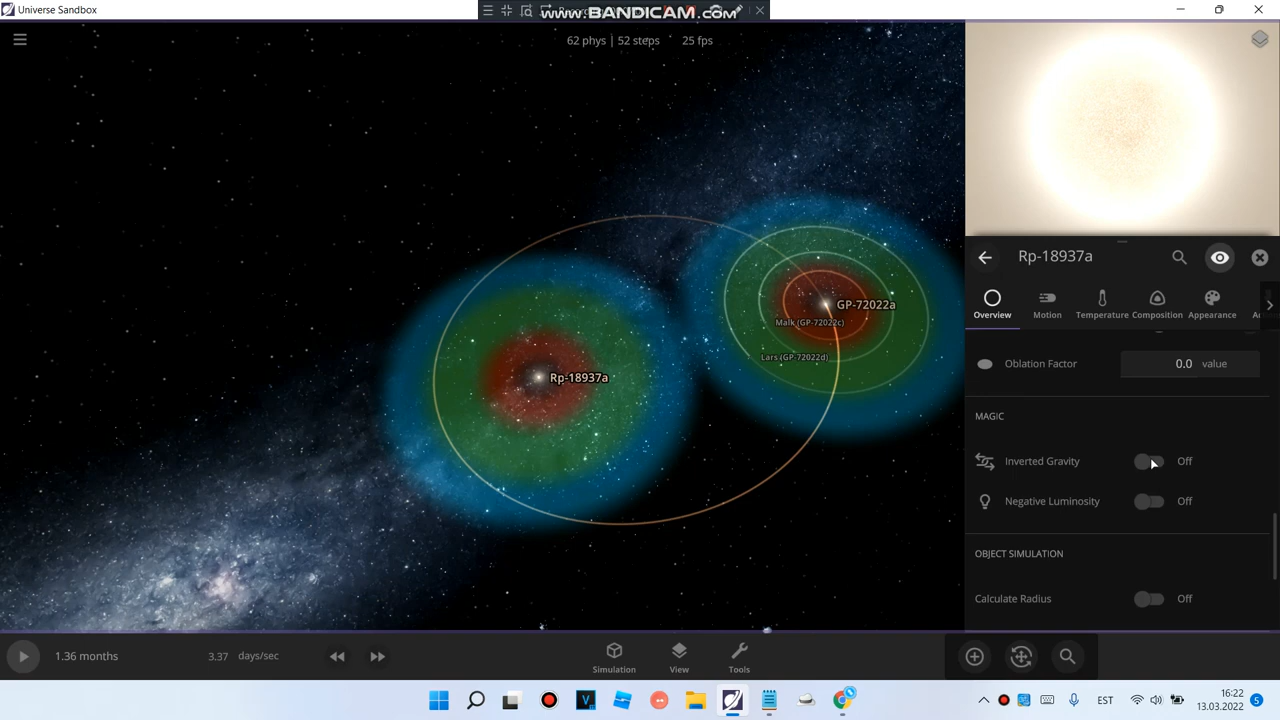 Universe Sandbox
www.BANDICAM.com
62 phys | 52 steps 25 fps
GP-72022a
Malk (GP-72022c)
Lars (GP-72022d)
Rp-18937a
Rp-18937a
Overview Motion Temperature Composition Appearance
Oblation Factor 0.0 value
MAGIC
Inverted Gravity Off
Negative Luminosity Off
OBJECT SIMULATION
Calculate Radius Off
1.36 months 3.37 days/sec
Simulation View Tools
EST
16:22
13.03.2022
5